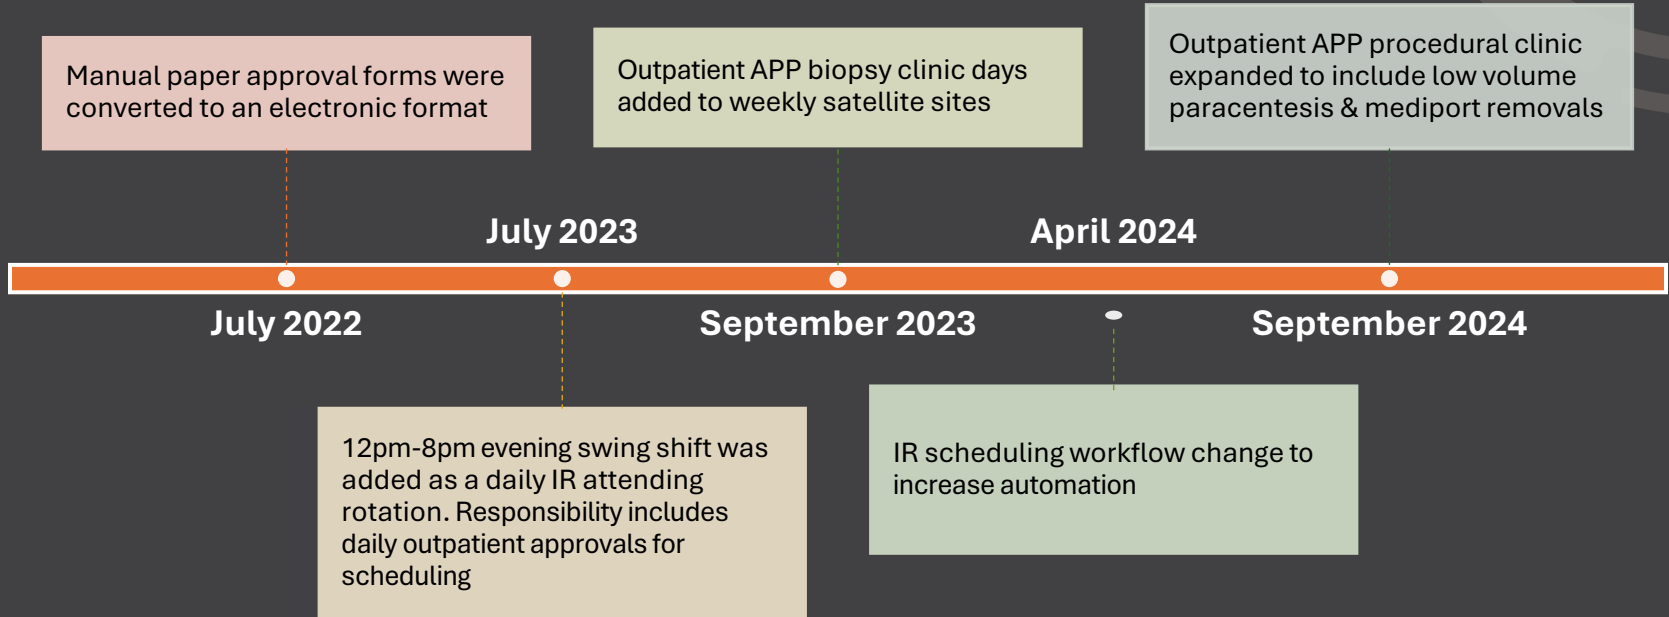 Manual paper approval forms were
converted to an electronic format
Outpatient APP biopsy clinic days
added to weekly satellite sites
Outpatient APP procedural clinic
expanded to include low volume
paracentesis & mediport removals
July 2023
April 2024
July 2022
September 2023
September 2024
12pm-8pm evening swing shift was
added as a daily IR attending
rotation. Responsibility includes
daily outpatient approvals for
scheduling
IR scheduling workflow change to
increase automation